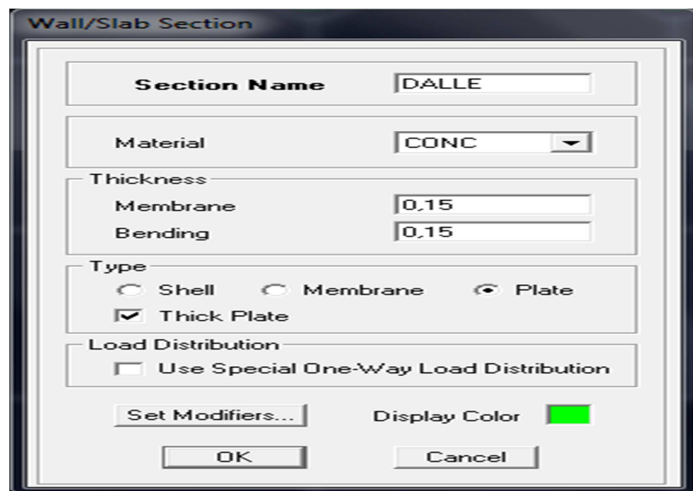 Wall/Slab Section
Section Name DALLE
Material CONC
Thickness
Membrane 0,15
Bending 0,15
Type
Shell Membrane Plate
Thick Plate
Load Distribution
Use Special One-Way Load Distribution
Set Modifiers... Display Color
OK Cancel